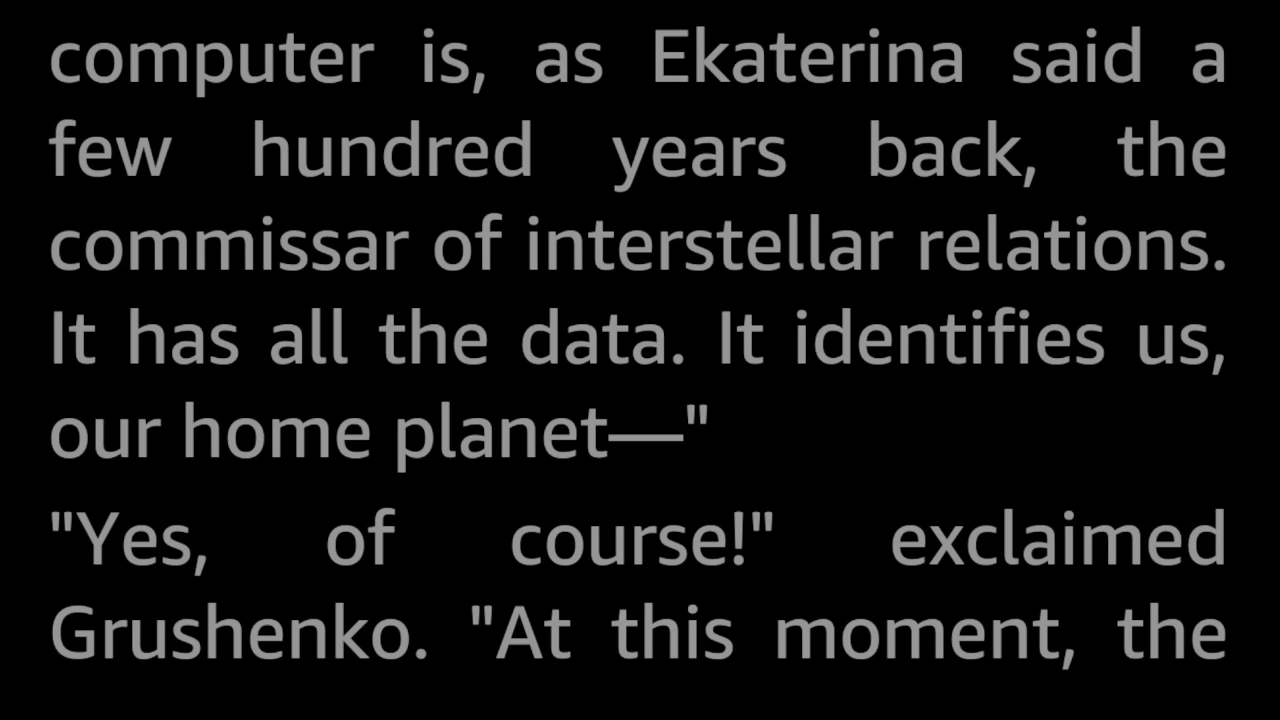 computer is, as Ekaterina said a
few hundred years back, the
commissar of interstellar relations.
It has all the data. It identifies us,
our home planet—"
"Yes, of course!" exclaimed
Grushenko. "At this moment, the